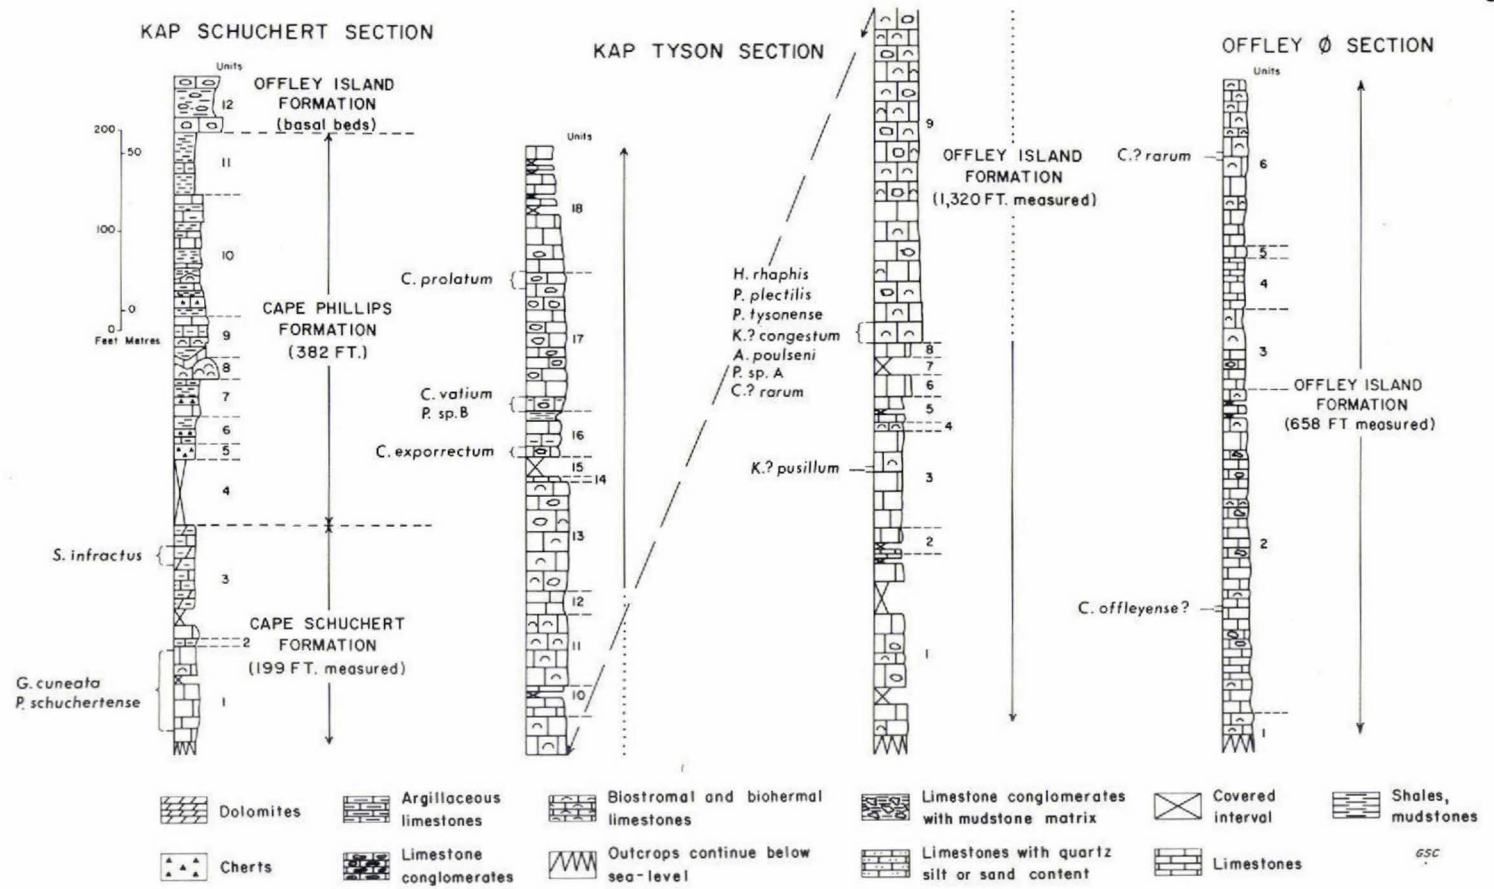 KAP SCHUCHERT SECTION
Units
OFFLEY ISLAND
FORMATION
(basal beds)
12
200
50
11
100
10
0
0
Feet Metres
CAPE PHILLIPS
FORMATION
(382 FT.)
9
8
7
6
5
4
S. infractus
3
CAPE SCHUCHERT
FORMATION
(199 FT. measured)
2
G. cuneata
P. schuchertense
1
KAP TYSON SECTION
Units
18
C. prolatum
17
C. vatium
P. sp. B
16
C. exporrectum
15
14
13
12
11
10
9
OFFLEY ISLAND
FORMATION
(1,320 FT. measured)
H. rhaphis
P. plectilis
P. tysonense
K.? congestum
A. poulseni
P. sp. A
C.? rarum
8
7
6
5
4
K.? pusillum
3
2
1
OFFLEY Ø SECTION
Units
C.? rarum
6
5
4
3
OFFLEY ISLAND
FORMATION
(658 FT measured)
2
C. offleyense?
1
Dolomites
Argillaceous
limestones
Biostromal and biohermal
limestones
Limestone conglomerates
with mudstone matrix
Covered
interval
Shales,
mudstones
Cherts
Limestone
conglomerates
Outcrops continue below
sea-level
Limestones with quartz
silt or sand content
Limestones
GSC